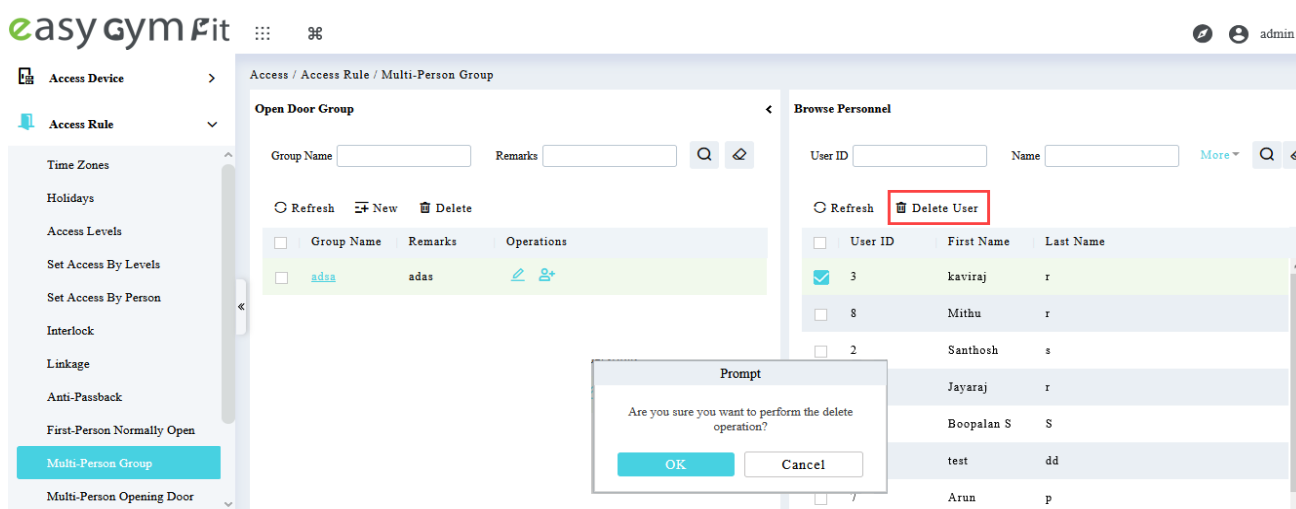 easy Gym Fit
admin
Access Device
Access Rule
Time Zones
Holidays
Access Levels
Set Access By Levels
Set Access By Person
Interlock
Linkage
Anti-Passback
First-Person Normally Open
Multi-Person Group
Multi-Person Opening Door
Access / Access Rule / Multi-Person Group
Open Door Group
Group Name Remarks
Refresh New Delete
Group Name Remarks Operations
adsa adas
Browse Personnel
User ID Name More
Refresh Delete User
User ID First Name Last Name
3 kaviraj r
8 Mithu r
2 Santhosh s
Jayaraj r
Boopalan S S
test dd
7 Arun p
Prompt
Are you sure you want to perform the delete
operation?
OK Cancel